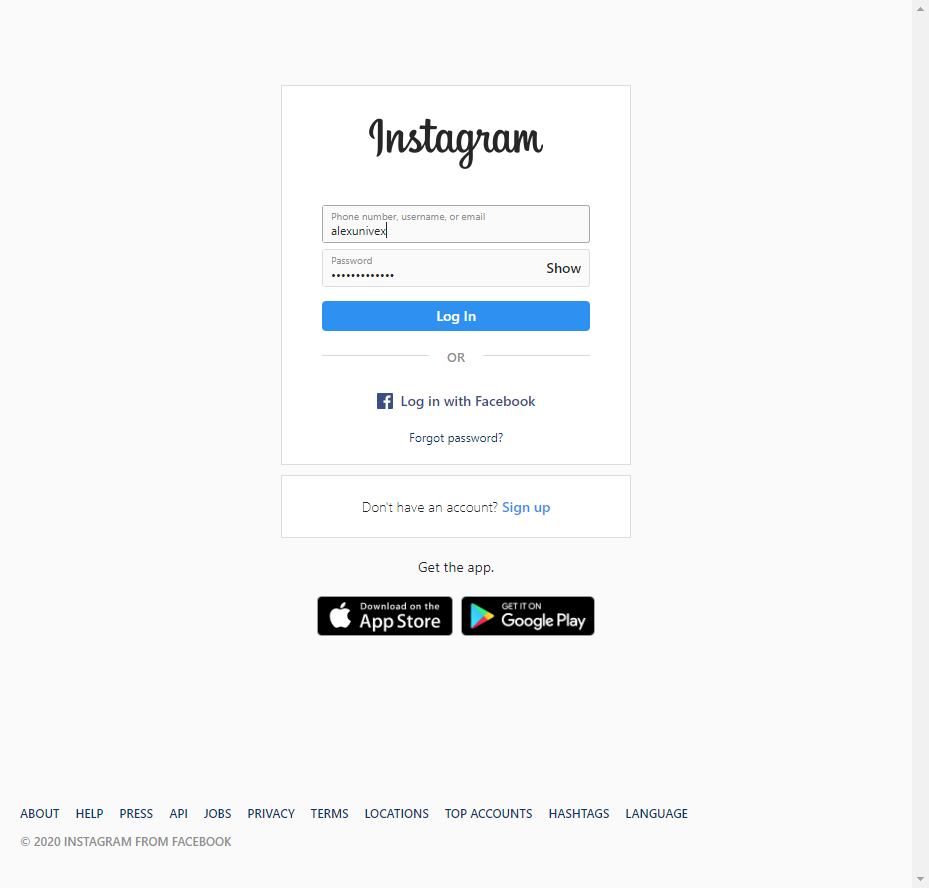 Instagram
Phone number, username, or email
alexunivex
Password
•••••••••••••
Show
Log In
OR
Log in with Facebook
Forgot password?
Don't have an account? Sign up
Get the app.
Download on the
App Store
GET IT ON
Google Play
ABOUT HELP PRESS API JOBS PRIVACY TERMS LOCATIONS TOP ACCOUNTS HASHTAGS LANGUAGE
© 2020 INSTAGRAM FROM FACEBOOK